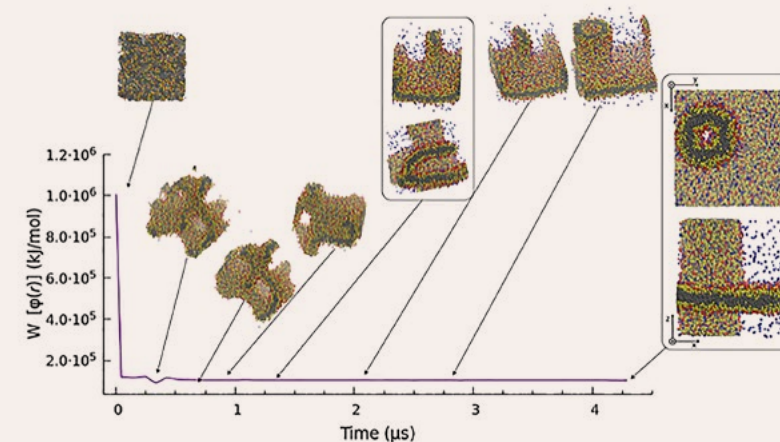 1.2·10⁶
1.0·10⁶
8.0·10⁵
6.0·10⁵
4.0·10⁵
2.0·10⁵
W [φ(r)] (kJ/mol)
0 1 2 3 4
Time (μs)
y
x
z
x